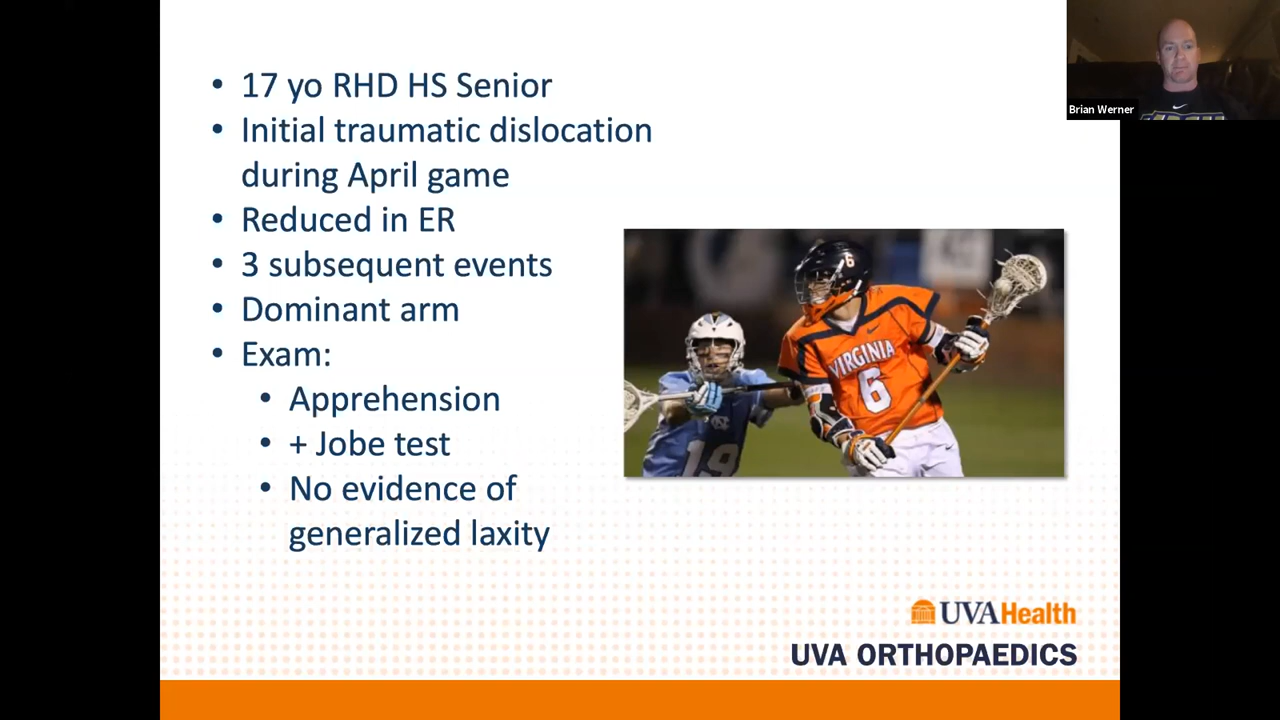 • 17 yo RHD HS Senior
• Initial traumatic dislocation
during April game
• Reduced in ER
• 3 subsequent events
• Dominant arm
• Exam:
• Apprehension
• + Jobe test
• No evidence of
generalized laxity
6
VIRGINIA
6
19
UVAHealth
UVA ORTHOPAEDICS
Brian Werner